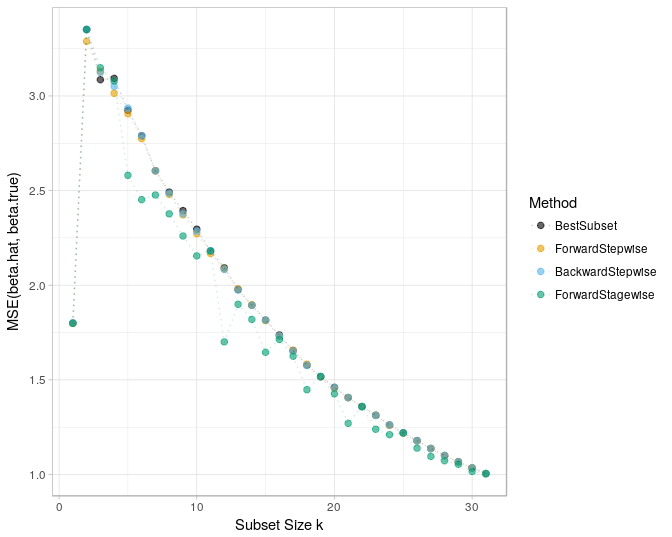 3.0
2.5
2.0
1.5
1.0
MSE(beta.hat, beta.true)
0
10
20
30
Subset Size k
Method
BestSubset
ForwardStepwise
BackwardStepwise
ForwardStagewise